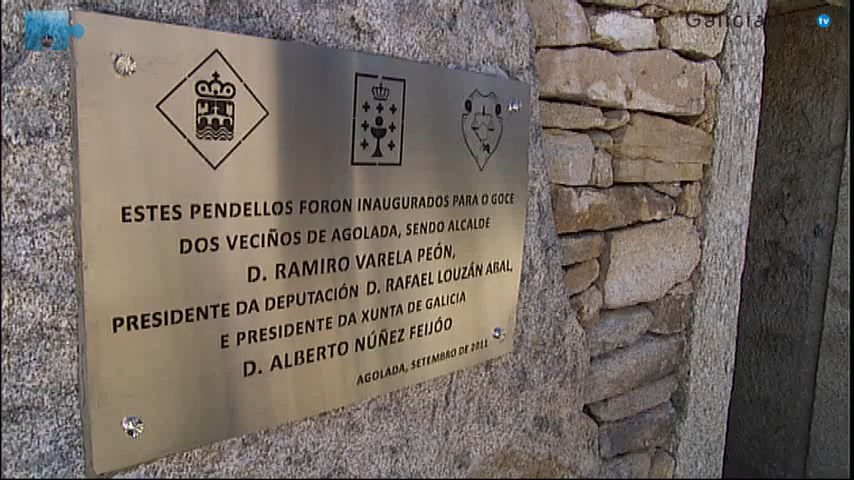 Galicia
tv
ESTES PENDELLOS FORON INAUGURADOS PARA O GOCE
DOS VECIÑOS DE AGOLADA, SENDO ALCALDE
D. RAMIRO VARELA PEÓN,
PRESIDENTE DA DEPUTACIÓN D. RAFAEL LOUZÁN ABAL,
E PRESIDENTE DA XUNTA DE GALICIA
D. ALBERTO NÚÑEZ FEIJÓO
AGOLADA, SETEMBRO DE 2011